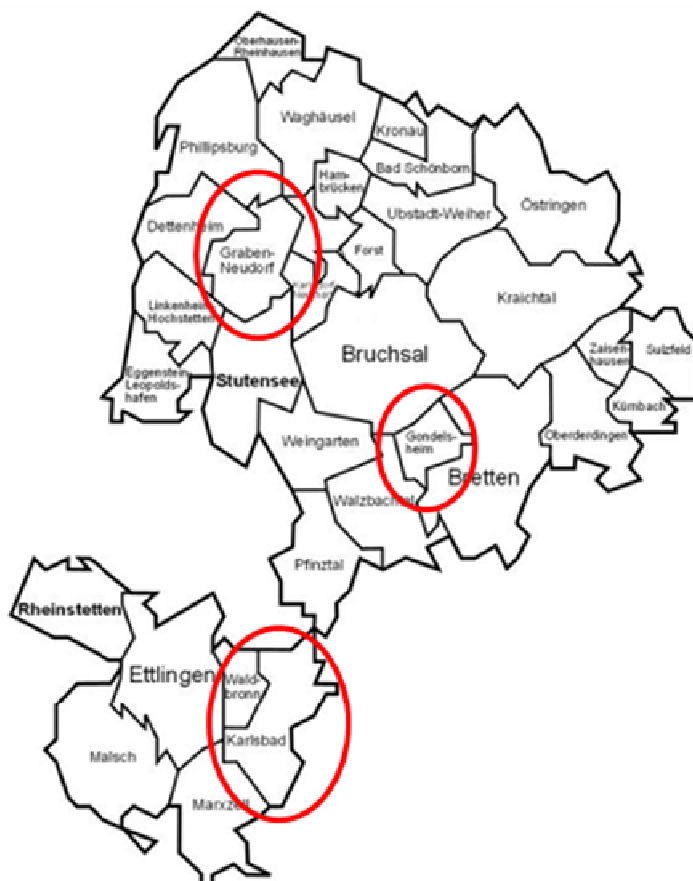 Oberhausen-
Rheinhausen
Waghäusel
Kronau
Phillipsburg
Ham-
brücken
Bad Schönborn
Östringen
Ubstadt-Weiher
Dettenheim
Graben-
Neudorf
Forst
Kraichtal
Linkenheim
Hochstetten
Bruchsal
Zaisen-
hausen
Sulzfeld
Eggenstein-
Leopolds-
hafen
Stutensee
Kürnbach
Weingarten
Gondels-
heim
Oberderdingen
Bretten
Walzbachtal
Pfinztal
Rheinstetten
Ettlingen
Wald-
bronn
Karlsbad
Malsch
Marxzell